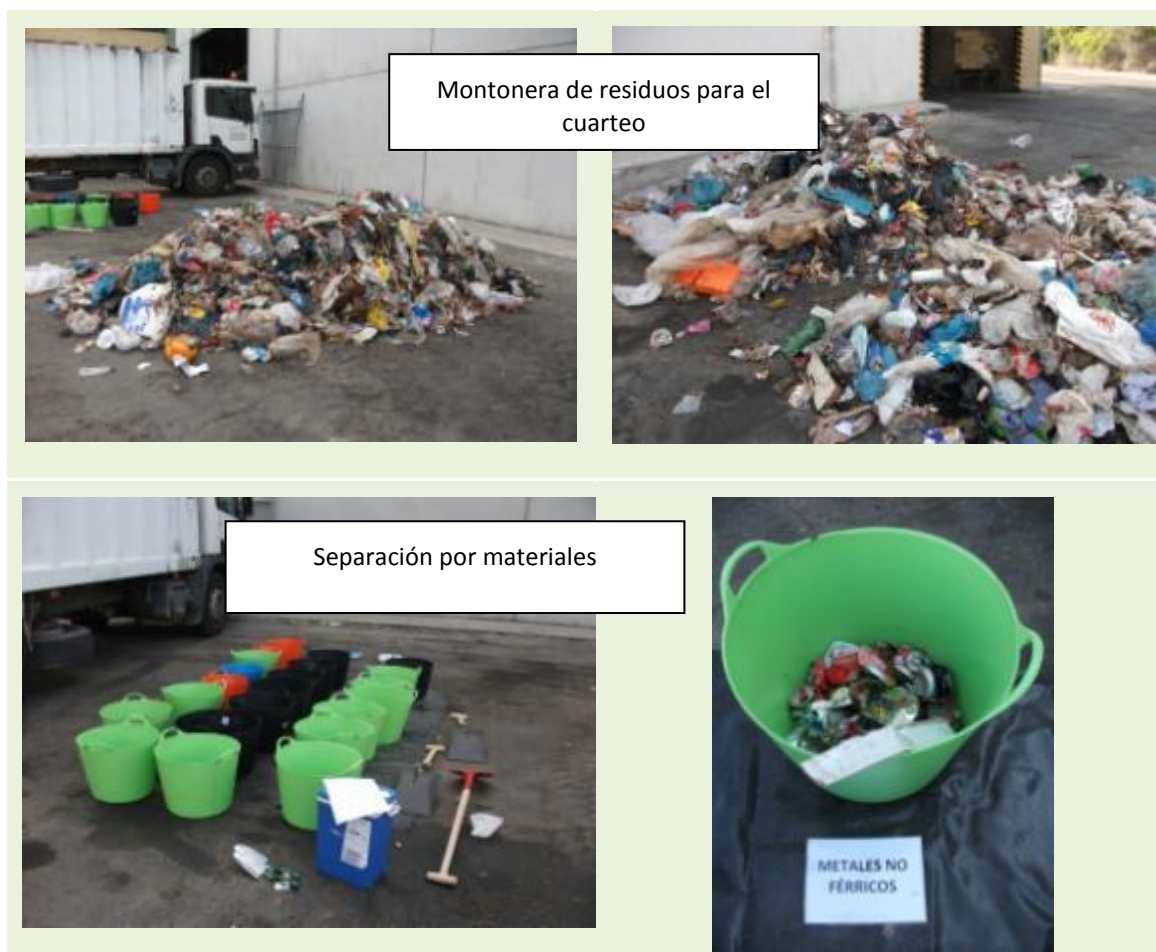 Montonera de residuos para el
cuarteo
Separación por materiales
METALES NO
FÉRRICOS